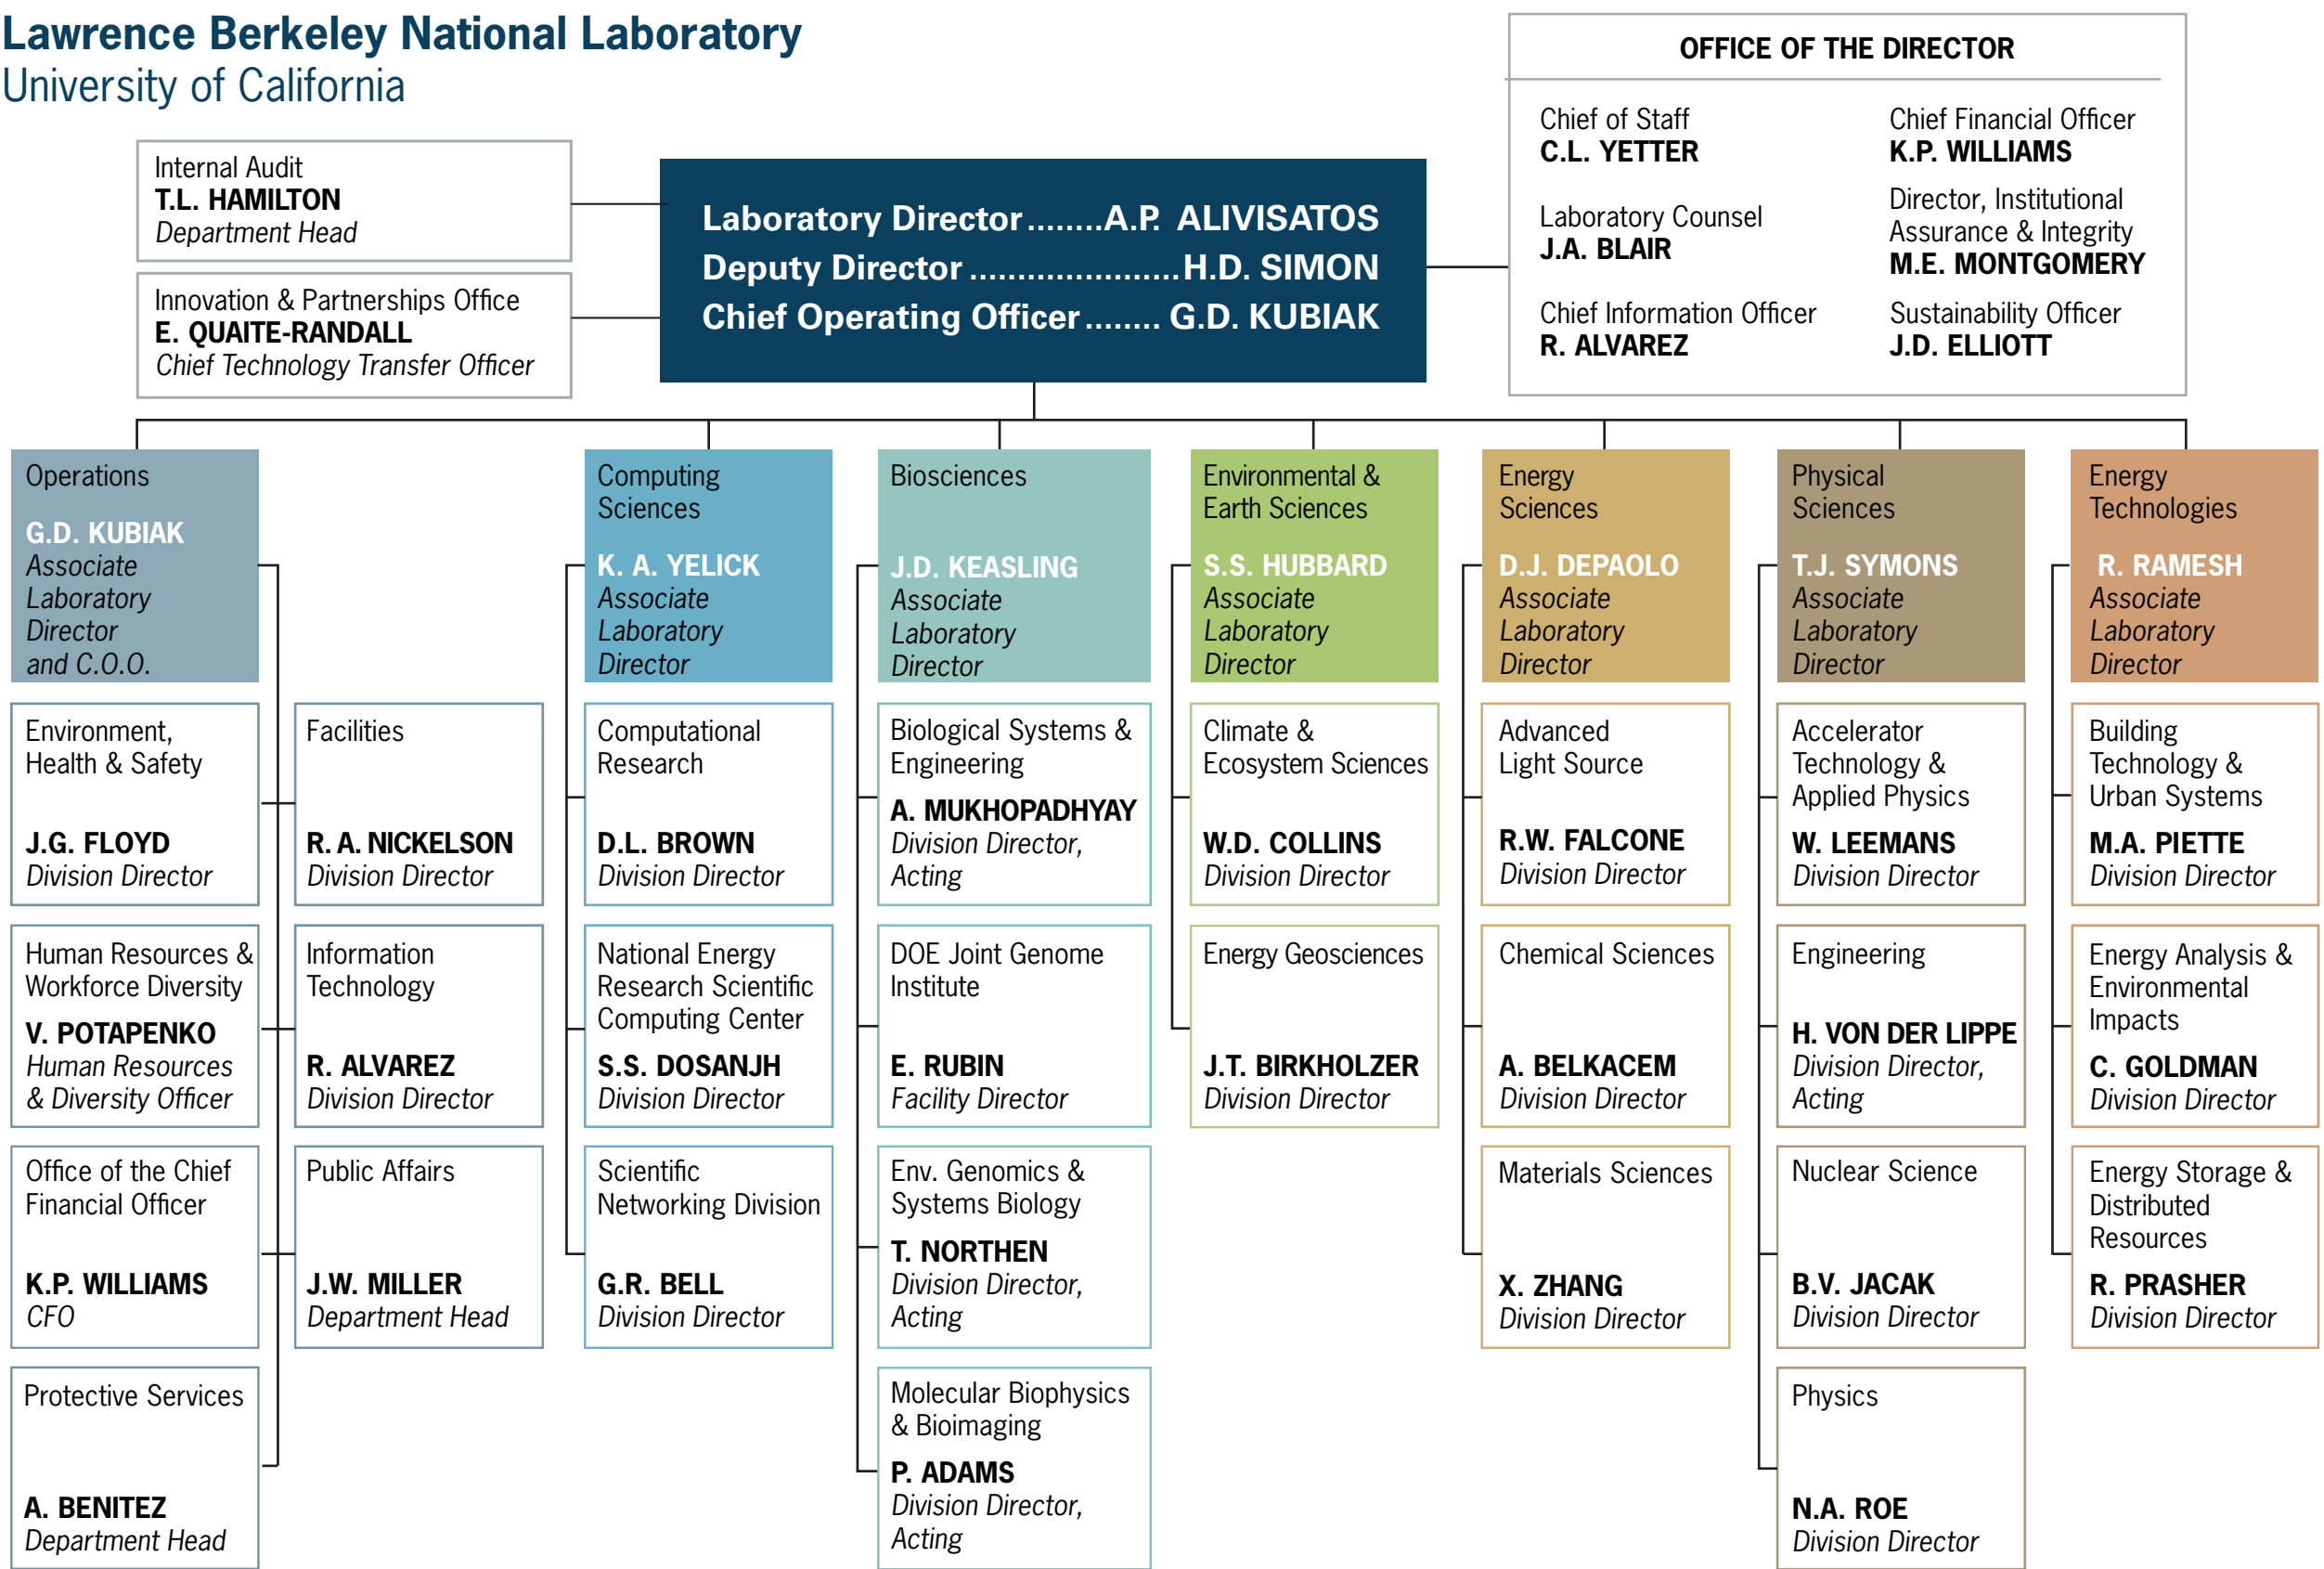 Lawrence Berkeley National Laboratory
University of California
Internal Audit
T.L. HAMILTON
Department Head
Innovation & Partnerships Office
E. QUAITE-RANDALL
Chief Technology Transfer Officer
Laboratory Director ........A.P. ALIVISATOS
Deputy Director ......................H.D. SIMON
Chief Operating Officer ........ G.D. KUBIAK
OFFICE OF THE DIRECTOR
Chief of Staff
C.L. YETTER
Laboratory Counsel
J.A. BLAIR
Chief Information Officer
R. ALVAREZ
Chief Financial Officer
K.P. WILLIAMS
Director, Institutional
Assurance & Integrity
M.E. MONTGOMERY
Sustainability Officer
J.D. ELLIOTT
Operations
G.D. KUBIAK
Associate
Laboratory
Director
and C.O.O.
Environment,
Health & Safety
J.G. FLOYD
Division Director
Human Resources &
Workforce Diversity
V. POTAPENKO
Human Resources
& Diversity Officer
Office of the Chief
Financial Officer
K.P. WILLIAMS
CFO
Protective Services
A. BENITEZ
Department Head
Facilities
R. A. NICKELSON
Division Director
Information
Technology
R. ALVAREZ
Division Director
Public Affairs
J.W. MILLER
Department Head
Computing
Sciences
K. A. YELICK
Associate
Laboratory
Director
Computational
Research
D.L. BROWN
Division Director
National Energy
Research Scientific
Computing Center
S.S. DOSANJH
Division Director
Scientific
Networking Division
G.R. BELL
Division Director
Biosciences
J.D. KEASLING
Associate
Laboratory
Director
Biological Systems &
Engineering
A. MUKHOPADHYAY
Division Director,
Acting
DOE Joint Genome
Institute
E. RUBIN
Facility Director
Env. Genomics &
Systems Biology
T. NORTHEN
Division Director,
Acting
Molecular Biophysics
& Bioimaging
P. ADAMS
Division Director,
Acting
Environmental &
Earth Sciences
S.S. HUBBARD
Associate
Laboratory
Director
Climate &
Ecosystem Sciences
W.D. COLLINS
Division Director
Energy Geosciences
J.T. BIRKHOLZER
Division Director
Energy
Sciences
D.J. DEPAOLO
Associate
Laboratory
Director
Advanced
Light Source
R.W. FALCONE
Division Director
Chemical Sciences
A. BELKACEM
Division Director
Materials Sciences
X. ZHANG
Division Director
Physical
Sciences
T.J. SYMONS
Associate
Laboratory
Director
Accelerator
Technology &
Applied Physics
W. LEEMANS
Division Director
Engineering
H. VON DER LIPPE
Division Director,
Acting
Nuclear Science
B.V. JACAK
Division Director
Physics
N.A. ROE
Division Director
Energy
Technologies
R. RAMESH
Associate
Laboratory
Director
Building
Technology &
Urban Systems
M.A. PIETTE
Division Director
Energy Analysis &
Environmental
Impacts
C. GOLDMAN
Division Director
Energy Storage &
Distributed
Resources
R. PRASHER
Division Director